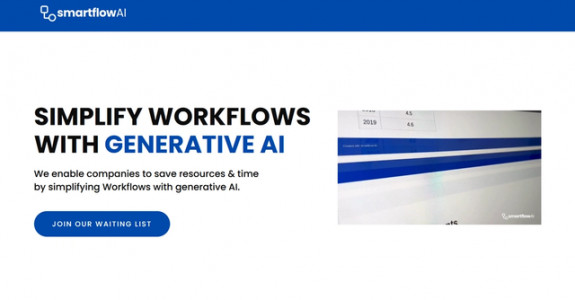 smartflowAI
SIMPLIFY WORKFLOWS
WITH GENERATIVE AI
We enable companies to save resources & time
by simplifying Workflows with generative AI.
JOIN OUR WAITING LIST
4.5
2019
4.6
smartflowAI